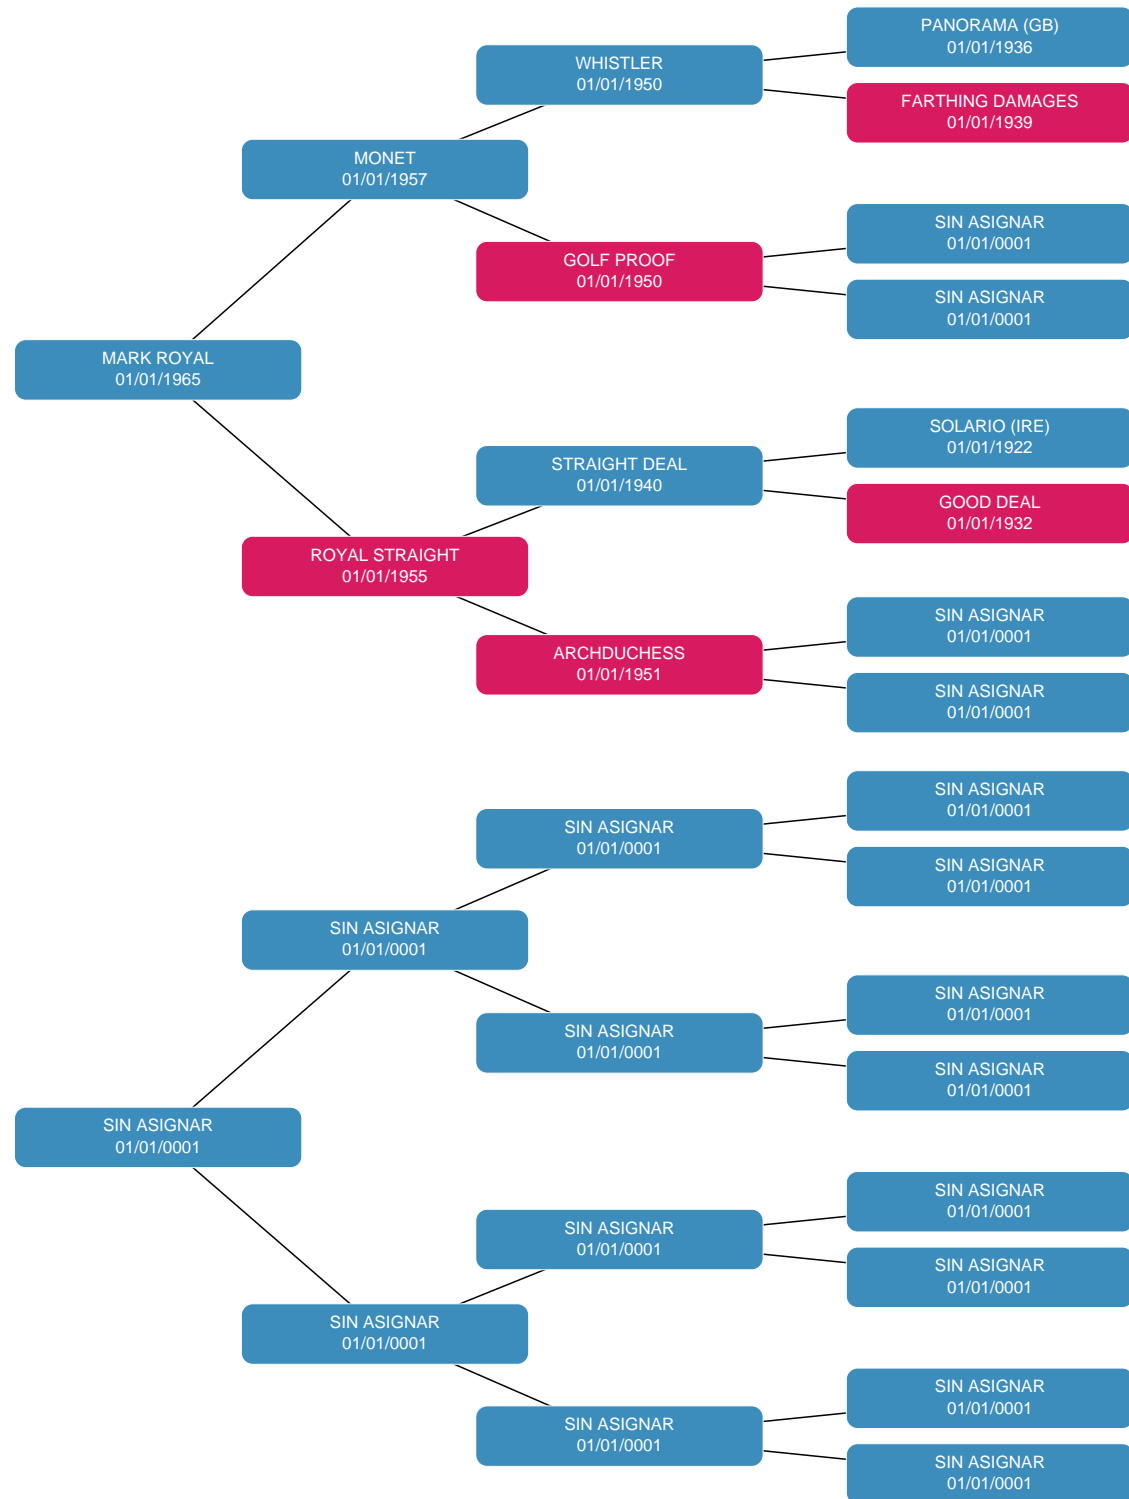 PANORAMA (GB)
01/01/1936
WHISTLER
01/01/1950
FARTHING DAMAGES
01/01/1939
MONET
01/01/1957
SIN ASIGNAR
01/01/0001
GOLF PROOF
01/01/1950
SIN ASIGNAR
01/01/0001
MARK ROYAL
01/01/1965
SOLARIO (IRE)
01/01/1922
STRAIGHT DEAL
01/01/1940
GOOD DEAL
01/01/1932
ROYAL STRAIGHT
01/01/1955
SIN ASIGNAR
01/01/0001
ARCHDUCHESS
01/01/1951
SIN ASIGNAR
01/01/0001
SIN ASIGNAR
01/01/0001
SIN ASIGNAR
01/01/0001
SIN ASIGNAR
01/01/0001
SIN ASIGNAR
01/01/0001
SIN ASIGNAR
01/01/0001
SIN ASIGNAR
01/01/0001
SIN ASIGNAR
01/01/0001
SIN ASIGNAR
01/01/0001
SIN ASIGNAR
01/01/0001
SIN ASIGNAR
01/01/0001
SIN ASIGNAR
01/01/0001
SIN ASIGNAR
01/01/0001
SIN ASIGNAR
01/01/0001
SIN ASIGNAR
01/01/0001
SIN ASIGNAR
01/01/0001